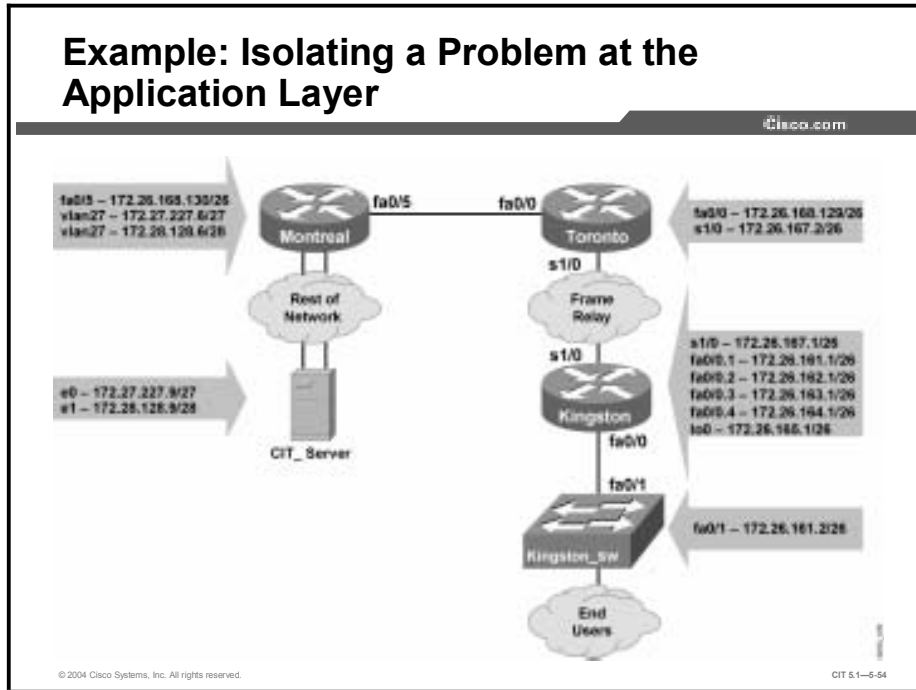 Example: Isolating a Problem at the
Application Layer
Cisco.com
fa0/5 – 172.26.168.130/26
vlan27 – 172.27.227.6/27
vlan27 – 172.28.128.6/28
fa0/5
fa0/0
Montreal
Toronto
fa0/0 – 172.26.168.129/26
s1/0 – 172.26.167.2/26
s1/0
Rest of
Network
Frame
Relay
s1/0
s1/0 – 172.26.167.1/26
fa0/0.1 – 172.26.161.1/26
fa0/0.2 – 172.26.162.1/26
fa0/0.3 – 172.26.163.1/26
fa0/0.4 – 172.26.164.1/26
lo0 – 172.26.165.1/26
e0 – 172.27.227.9/27
e1 – 172.28.128.9/28
CIT_ Server
Kingston
fa0/0
fa0/1
fa0/1 – 172.26.161.2/26
Kingston_sw
End
Users
© 2004 Cisco Systems, Inc. All rights reserved.
CIT 5.1—5-54